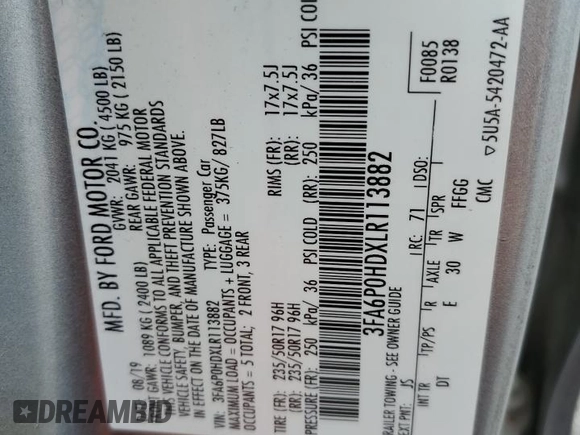 MFD. BY FORD MOTOR CO.
08/19 GVWR: 2041 KG ( 4500 LB)
FRONT GAWR: 1089 KG ( 2400 LB) REAR GAWR: 975 KG ( 2150 LB)
THIS VEHICLE CONFORMS TO ALL APPLICABLE FEDERAL MOTOR
VEHICLE SAFETY, BUMPER, AND THEFT PREVENTION STANDARDS
IN EFFECT ON THE DATE OF MANUFACTURE SHOWN ABOVE.
VIN: 3FA6P0HDXLR113882 TYPE: Passenger Car
MAXIMUM LOAD = OCCUPANTS + LUGGAGE = 375KG/ 827LB
OCCUPANTS = 5 TOTAL: 2 FRONT, 3 REAR
TIRE (FR): 235/50R17 96H RIMS (FR): 17x7.5J
(RR): 235/50R17 96H (RR): 17x7.5J
PRESSURE (FR): 250 kPa/ 36 PSI COLD (RR): 250 kPa/ 36 PSI COLD
3FA6P0HDXLR113882
TRAILER TOWING - SEE OWNER GUIDE
F0085
R0138
EXT PNT: JS RC: 71 DSO:
INT TR TP/PS R AXLE TR SPR
DT E 30 W FFGG
CMC
▽ 5U5A-5420472-AA
DREAMBID